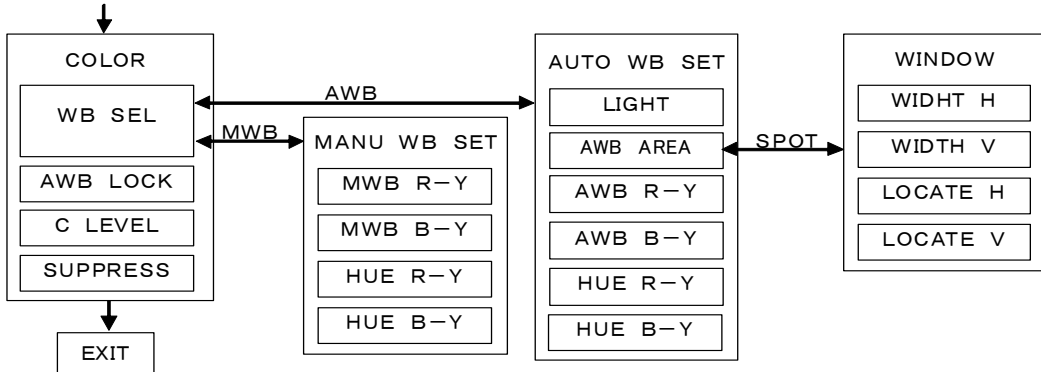 COLOR
WB SEL
AWB LOCK
C LEVEL
SUPPRESS
EXIT
AWB
MWB
MANU WB SET
MWB R-Y
MWB B-Y
HUE R-Y
HUE B-Y
AUTO WB SET
LIGHT
AWB AREA
AWB R-Y
AWB B-Y
HUE R-Y
HUE B-Y
SPOT
WINDOW
WIDHT H
WIDTH V
LOCATE H
LOCATE V